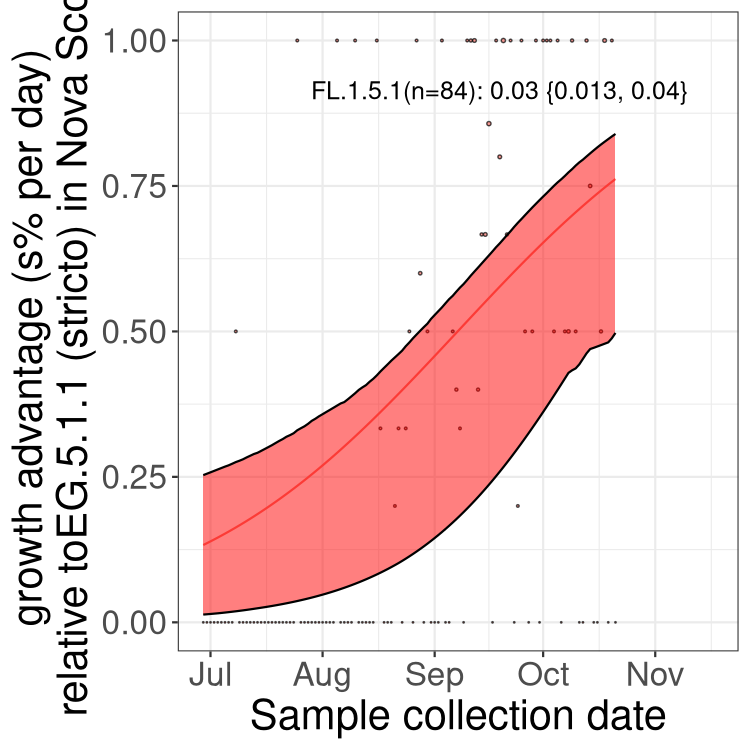 growth advantage (s% per day)
relative toEG.5.1.1 (stricto) in Nova Sco
1.00
0.75
0.50
0.25
0.00
FL.1.5.1(n=84): 0.03 {0.013, 0.04}
Jul Aug Sep Oct Nov
Sample collection date